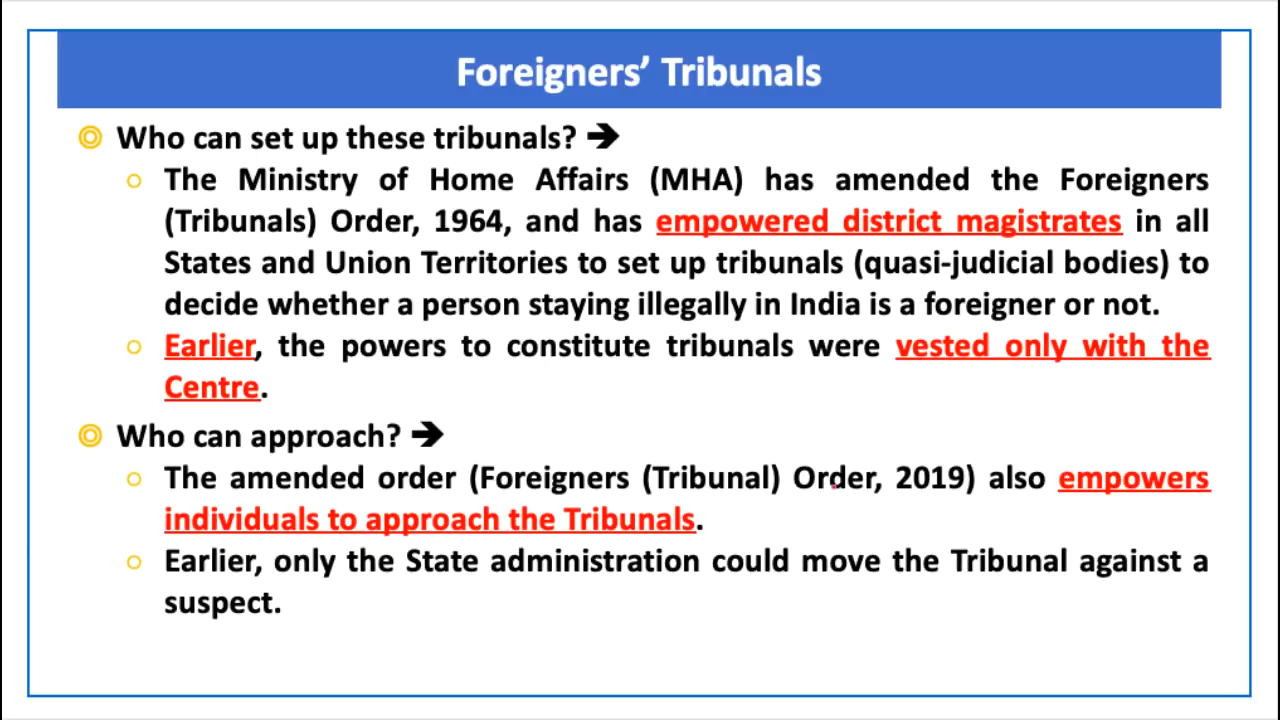 Foreigners’ Tribunals
Who can set up these tribunals? ➔
The Ministry of Home Affairs (MHA) has amended the Foreigners
(Tribunals) Order, 1964, and has empowered district magistrates in all
States and Union Territories to set up tribunals (quasi-judicial bodies) to
decide whether a person staying illegally in India is a foreigner or not.
Earlier, the powers to constitute tribunals were vested only with the
Centre.
Who can approach? ➔
The amended order (Foreigners (Tribunal) Order, 2019) also empowers
individuals to approach the Tribunals.
Earlier, only the State administration could move the Tribunal against a
suspect.